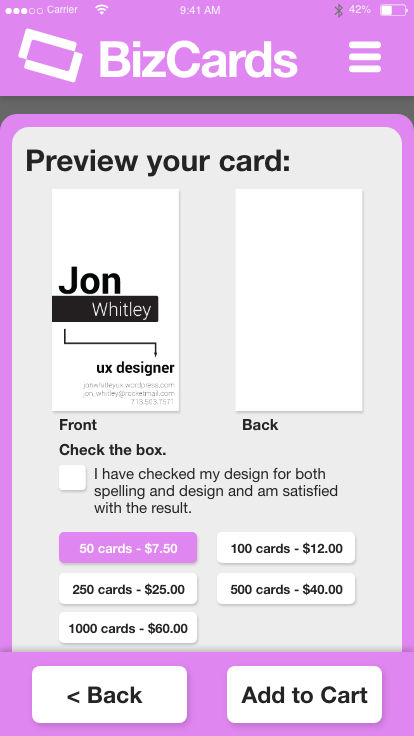 Carrier 9:41 AM 42%
BizCards
Preview your card:
Jon
Whitley
ux designer
jonwhitleyux.wordpress.com
jon_whitley@rocketmail.com
713.503.7571
Front Back
Check the box.
I have checked my design for both
spelling and design and am satisfied
with the result.
50 cards - $7.50 100 cards - $12.00
250 cards - $25.00 500 cards - $40.00
1000 cards - $60.00
< Back Add to Cart